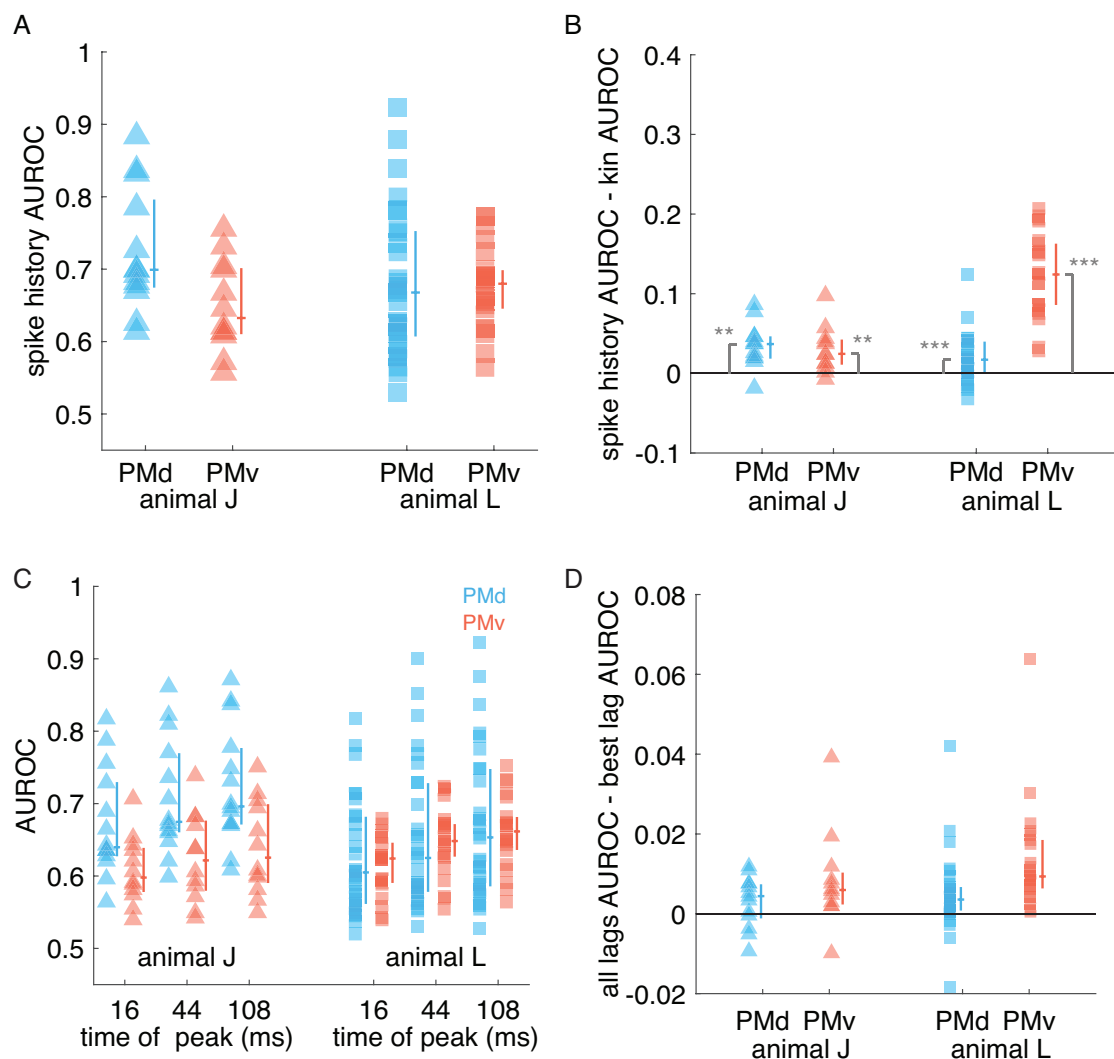 A
1
0.9
0.8
0.7
0.6
0.5
spike history AUROC
PMd PMv PMd PMv
animal J animal L
B
0.4
0.3
0.2
0.1
0
-0.1
spike history AUROC - kin AUROC
** ** *** ***
PMd PMv PMd PMv
animal J animal L
C
1
0.9
0.8
0.7
0.6
0.5
AUROC
PMd
PMv
animal J animal L
16 44 108 16 44 108
time of peak (ms) time of peak (ms)
D
0.08
0.06
0.04
0.02
0
-0.02
all lags AUROC - best lag AUROC
PMd PMv PMd PMv
animal J animal L